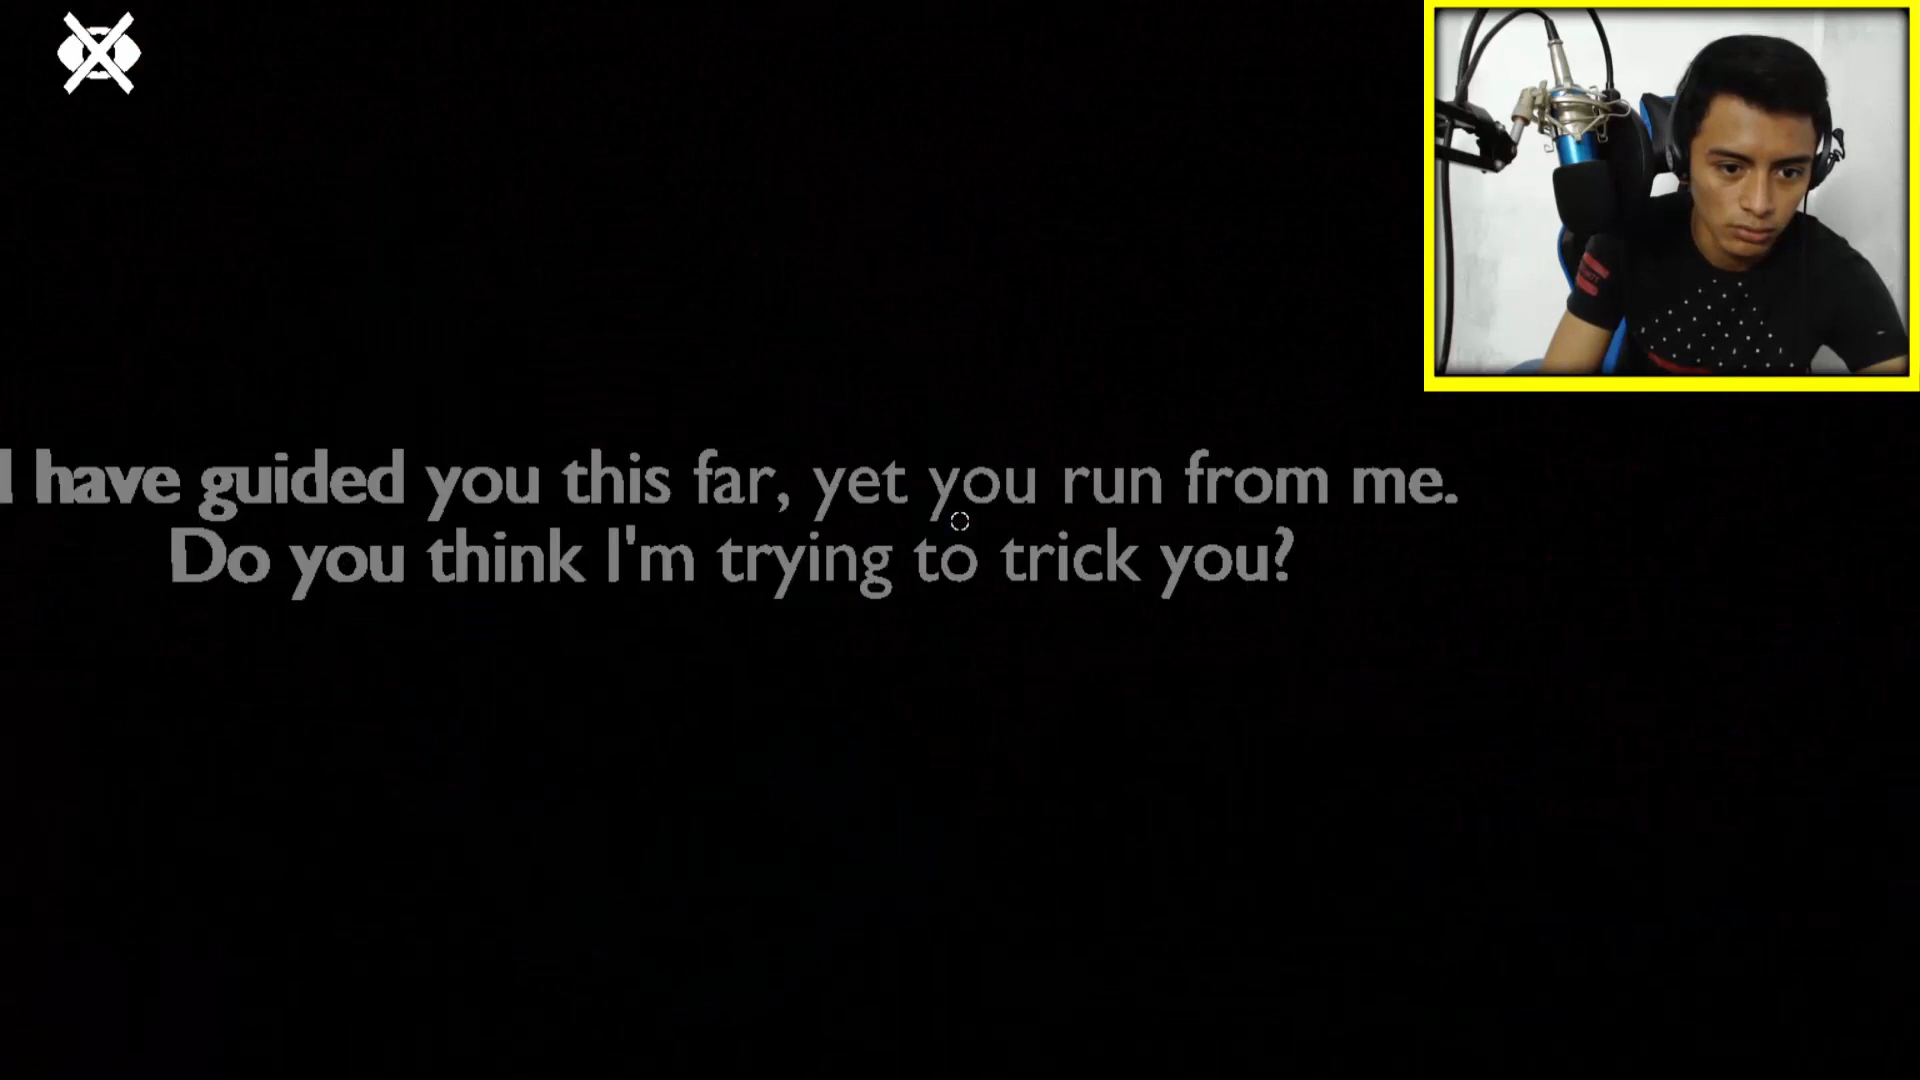 I have guided you this far, yet you run from me.
Do you think I'm trying to trick you?